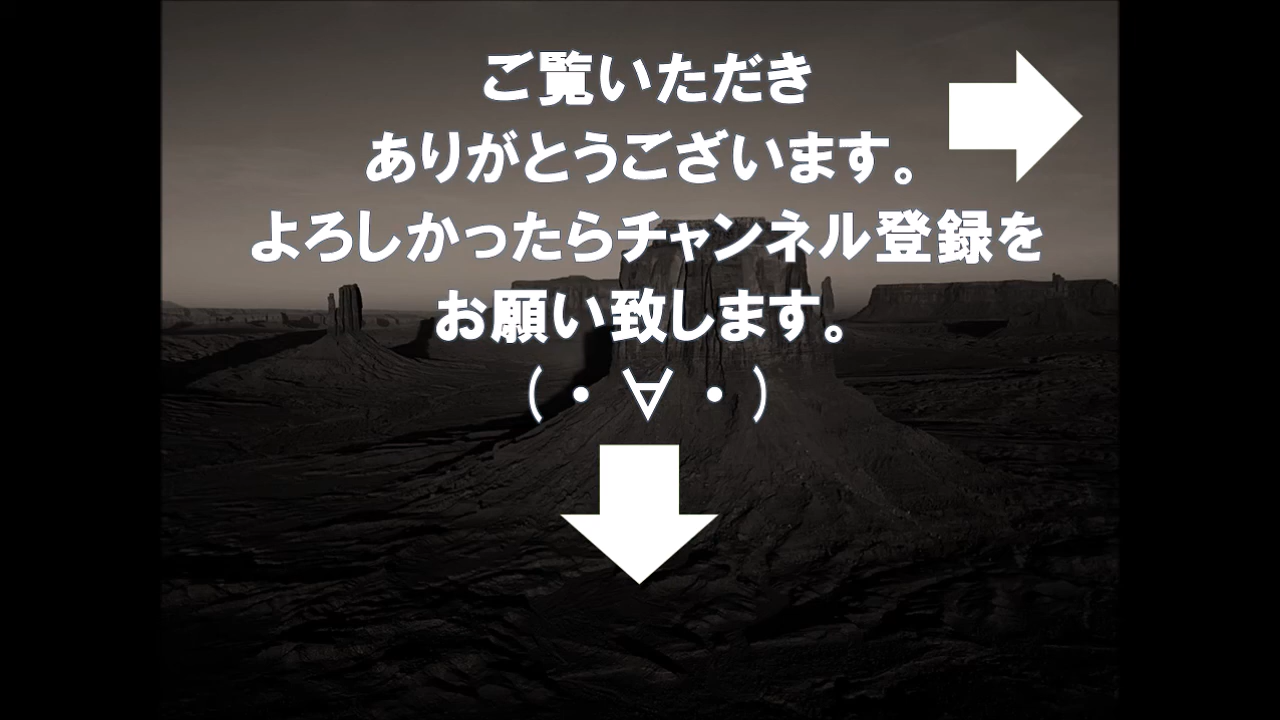 ご覧いただき
ありがとうございます。
よろしかったらチャンネル登録を
お願い致します。
(・∀・)